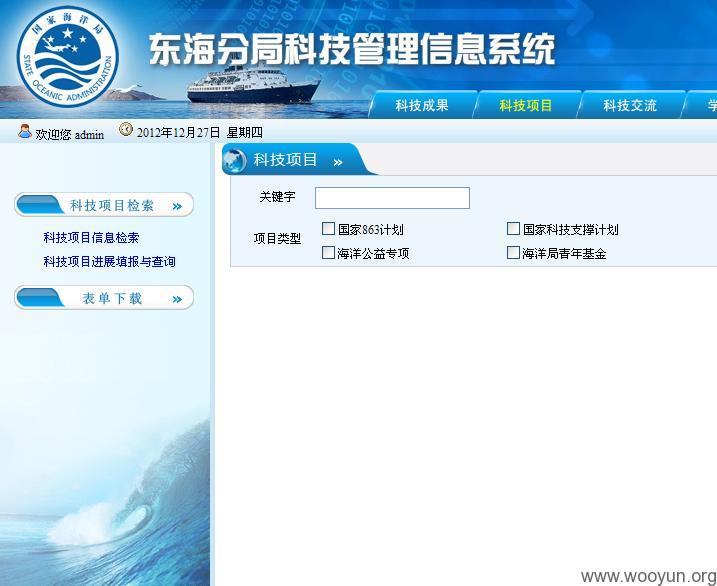 国家海洋局
STATE OCEANIC ADMINISTRATION
东海分局科技管理信息系统
科技成果 科技项目 科技交流 学
欢迎您 admin 2012年12月27日 星期四
科技项目检索 »
科技项目信息检索
科技项目进展填报与查询
表单下载 »
科技项目 »
关键字
项目类型 国家863计划 国家科技支撑计划
海洋公益专项 海洋局青年基金
www.wooyun.org